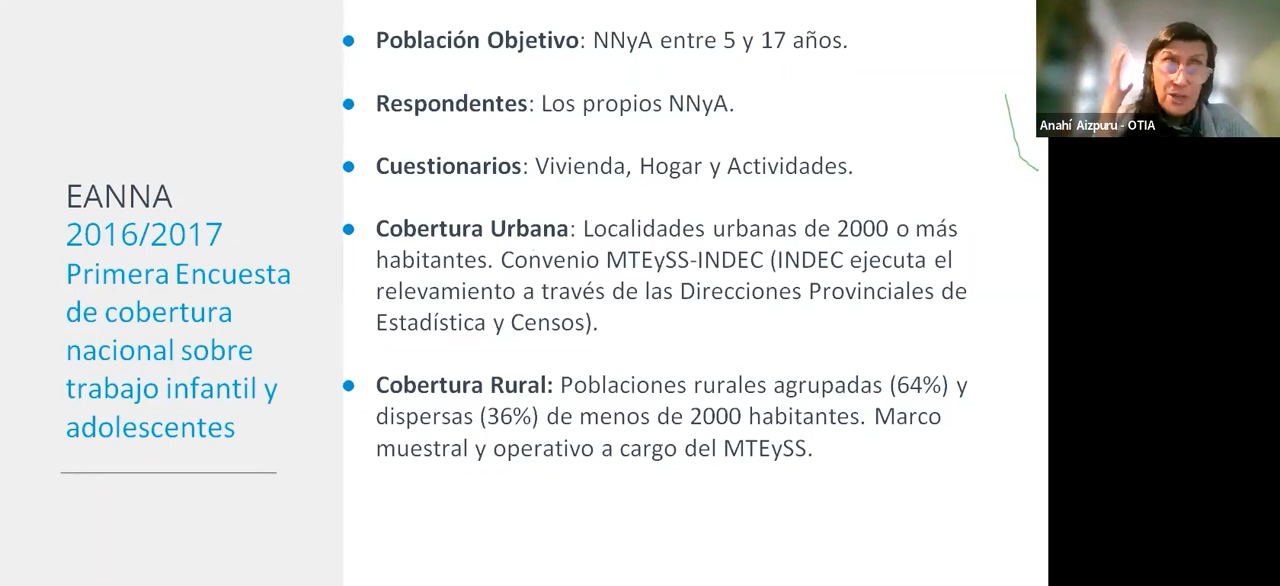 EANNA
2016/2017
Primera Encuesta
de cobertura
nacional sobre
trabajo infantil y
adolescentes
Población Objetivo: NNyA entre 5 y 17 años.
Respondentes: Los propios NNyA.
Cuestionarios: Vivienda, Hogar y Actividades.
Cobertura Urbana: Localidades urbanas de 2000 o más
habitantes. Convenio MTEySS-INDEC (INDEC ejecuta el
relevamiento a través de las Direcciones Provinciales de
Estadística y Censos).
Cobertura Rural: Poblaciones rurales agrupadas (64%) y
dispersas (36%) de menos de 2000 habitantes. Marco
muestral y operativo a cargo del MTEySS.
Anahí Aizpuru - OTIA